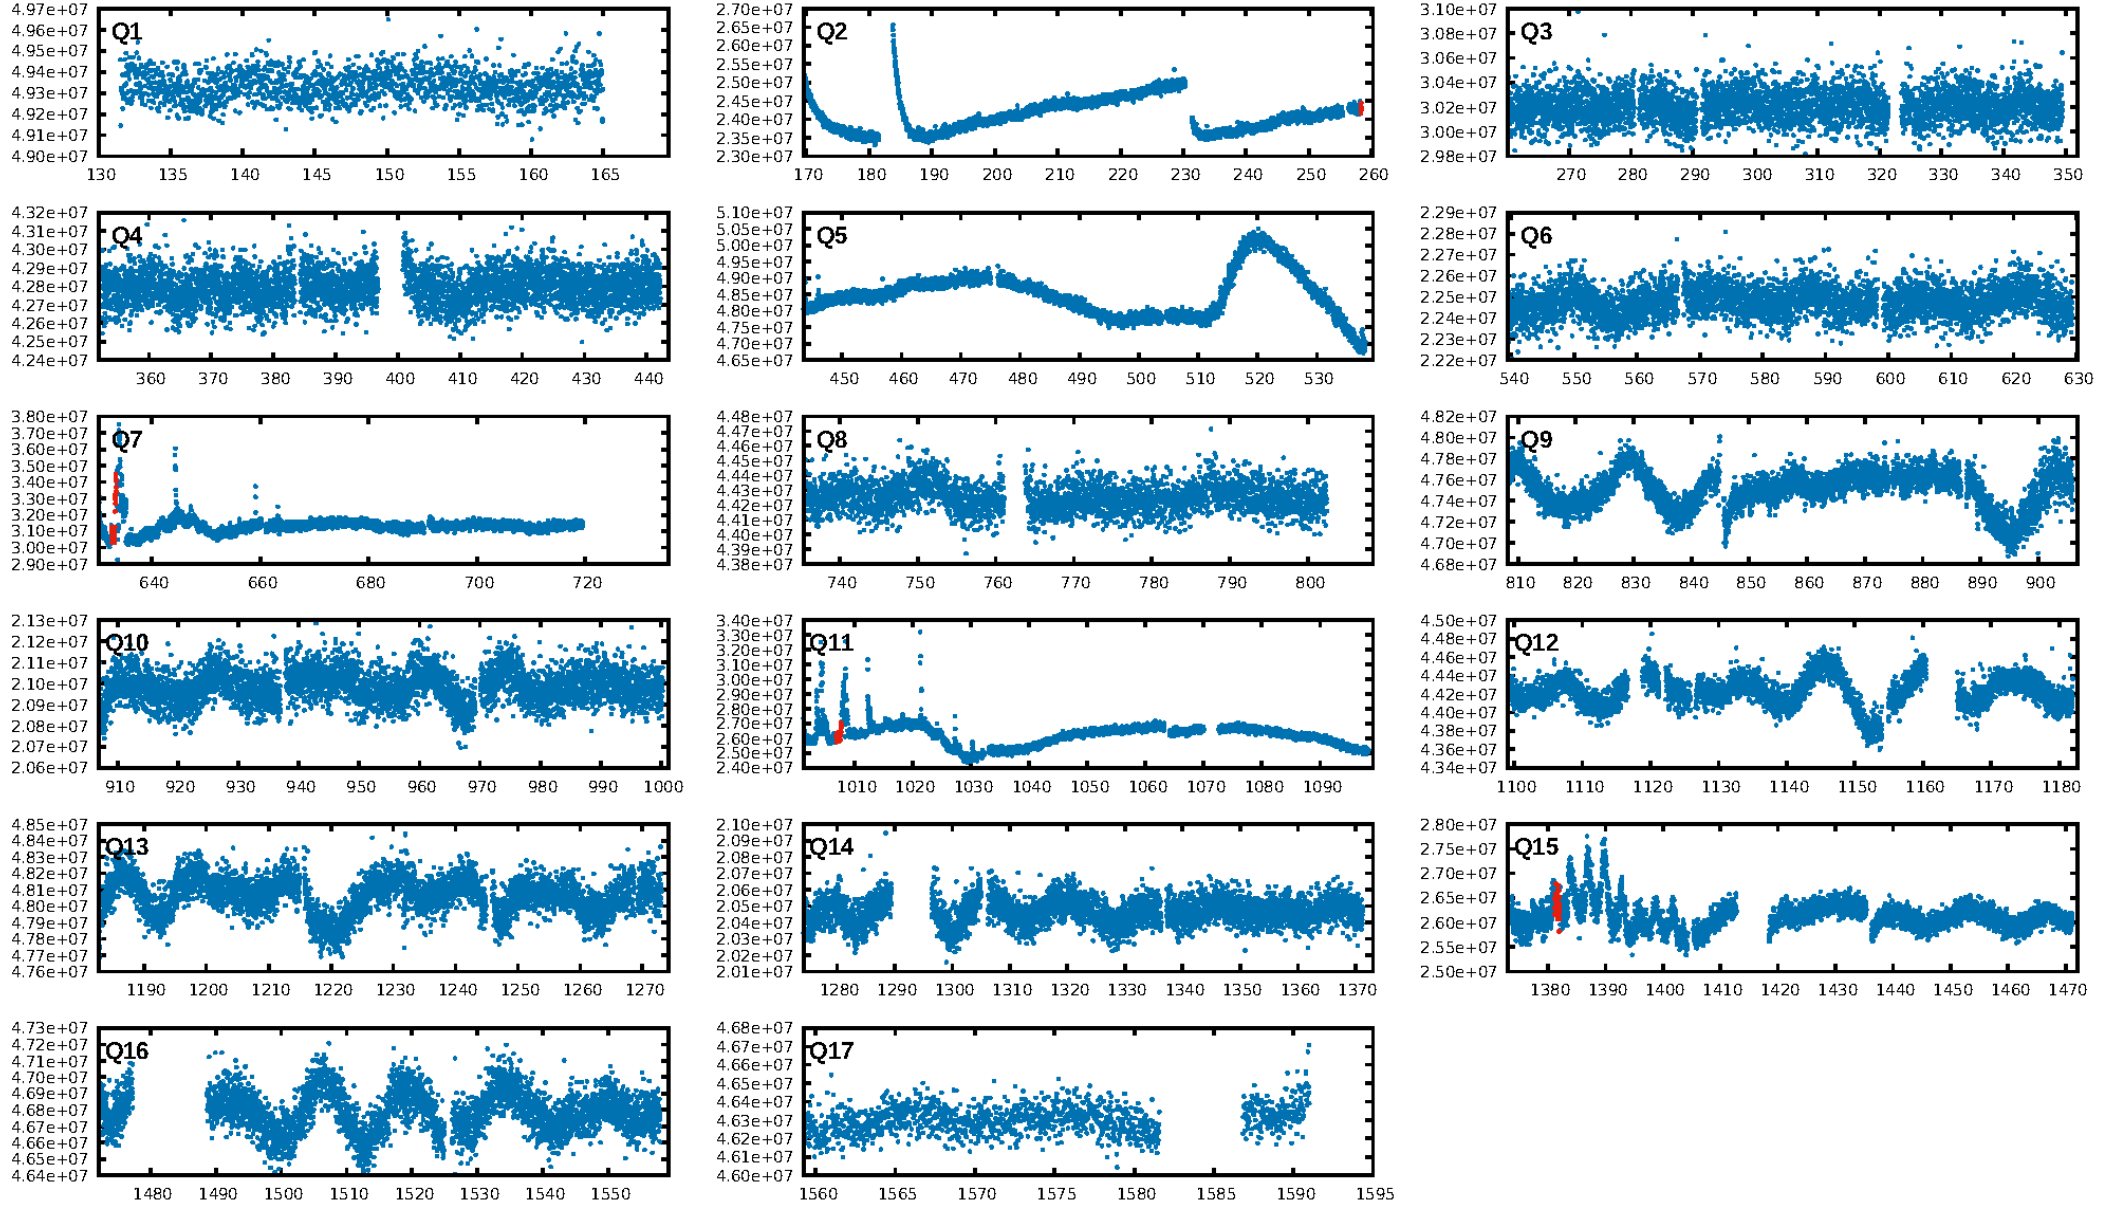 4.97e+07
4.96e+07
4.95e+07
4.94e+07
4.93e+07
4.92e+07
4.91e+07
4.90e+07
Q1
130 135 140 145 150 155 160 165
2.70e+07
2.65e+07
2.60e+07
2.55e+07
2.50e+07
2.45e+07
2.40e+07
2.35e+07
2.30e+07
Q2
170 180 190 200 210 220 230 240 250 260
3.10e+07
3.08e+07
3.06e+07
3.04e+07
3.02e+07
3.00e+07
2.98e+07
Q3
270 280 290 300 310 320 330 340 350
4.32e+07
4.31e+07
4.30e+07
4.29e+07
4.28e+07
4.27e+07
4.26e+07
4.25e+07
4.24e+07
Q4
360 370 380 390 400 410 420 430 440
5.10e+07
5.05e+07
5.00e+07
4.95e+07
4.90e+07
4.85e+07
4.80e+07
4.75e+07
4.70e+07
4.65e+07
Q5
450 460 470 480 490 500 510 520 530
2.29e+07
2.28e+07
2.27e+07
2.26e+07
2.25e+07
2.24e+07
2.23e+07
2.22e+07
Q6
540 550 560 570 580 590 600 610 620 630
3.80e+07
3.70e+07
3.60e+07
3.50e+07
3.40e+07
3.30e+07
3.20e+07
3.10e+07
3.00e+07
2.90e+07
Q7
640 660 680 700 720
4.48e+07
4.47e+07
4.46e+07
4.45e+07
4.44e+07
4.43e+07
4.42e+07
4.41e+07
4.40e+07
4.39e+07
4.38e+07
Q8
740 750 760 770 780 790 800
4.82e+07
4.80e+07
4.78e+07
4.76e+07
4.74e+07
4.72e+07
4.70e+07
4.68e+07
Q9
810 820 830 840 850 860 870 880 890 900
2.13e+07
2.12e+07
2.11e+07
2.10e+07
2.09e+07
2.08e+07
2.07e+07
2.06e+07
Q10
910 920 930 940 950 960 970 980 990 1000
3.40e+07
3.30e+07
3.20e+07
3.10e+07
3.00e+07
2.90e+07
2.80e+07
2.70e+07
2.60e+07
2.50e+07
2.40e+07
Q11
1010 1020 1030 1040 1050 1060 1070 1080 1090
4.50e+07
4.48e+07
4.46e+07
4.44e+07
4.42e+07
4.40e+07
4.38e+07
4.36e+07
4.34e+07
Q12
1100 1110 1120 1130 1140 1150 1160 1170 1180
4.85e+07
4.84e+07
4.83e+07
4.82e+07
4.81e+07
4.80e+07
4.79e+07
4.78e+07
4.77e+07
4.76e+07
Q13
1190 1200 1210 1220 1230 1240 1250 1260 1270
2.10e+07
2.09e+07
2.08e+07
2.07e+07
2.06e+07
2.05e+07
2.04e+07
2.03e+07
2.02e+07
2.01e+07
Q14
1280 1290 1300 1310 1320 1330 1340 1350 1360 1370
2.80e+07
2.75e+07
2.70e+07
2.65e+07
2.60e+07
2.55e+07
2.50e+07
Q15
1380 1390 1400 1410 1420 1430 1440 1450 1460 1470
4.73e+07
4.72e+07
4.71e+07
4.70e+07
4.69e+07
4.68e+07
4.67e+07
4.66e+07
4.65e+07
4.64e+07
Q16
1480 1490 1500 1510 1520 1530 1540 1550
4.68e+07
4.67e+07
4.66e+07
4.65e+07
4.64e+07
4.63e+07
4.62e+07
4.61e+07
4.60e+07
Q17
1560 1565 1570 1575 1580 1585 1590 1595